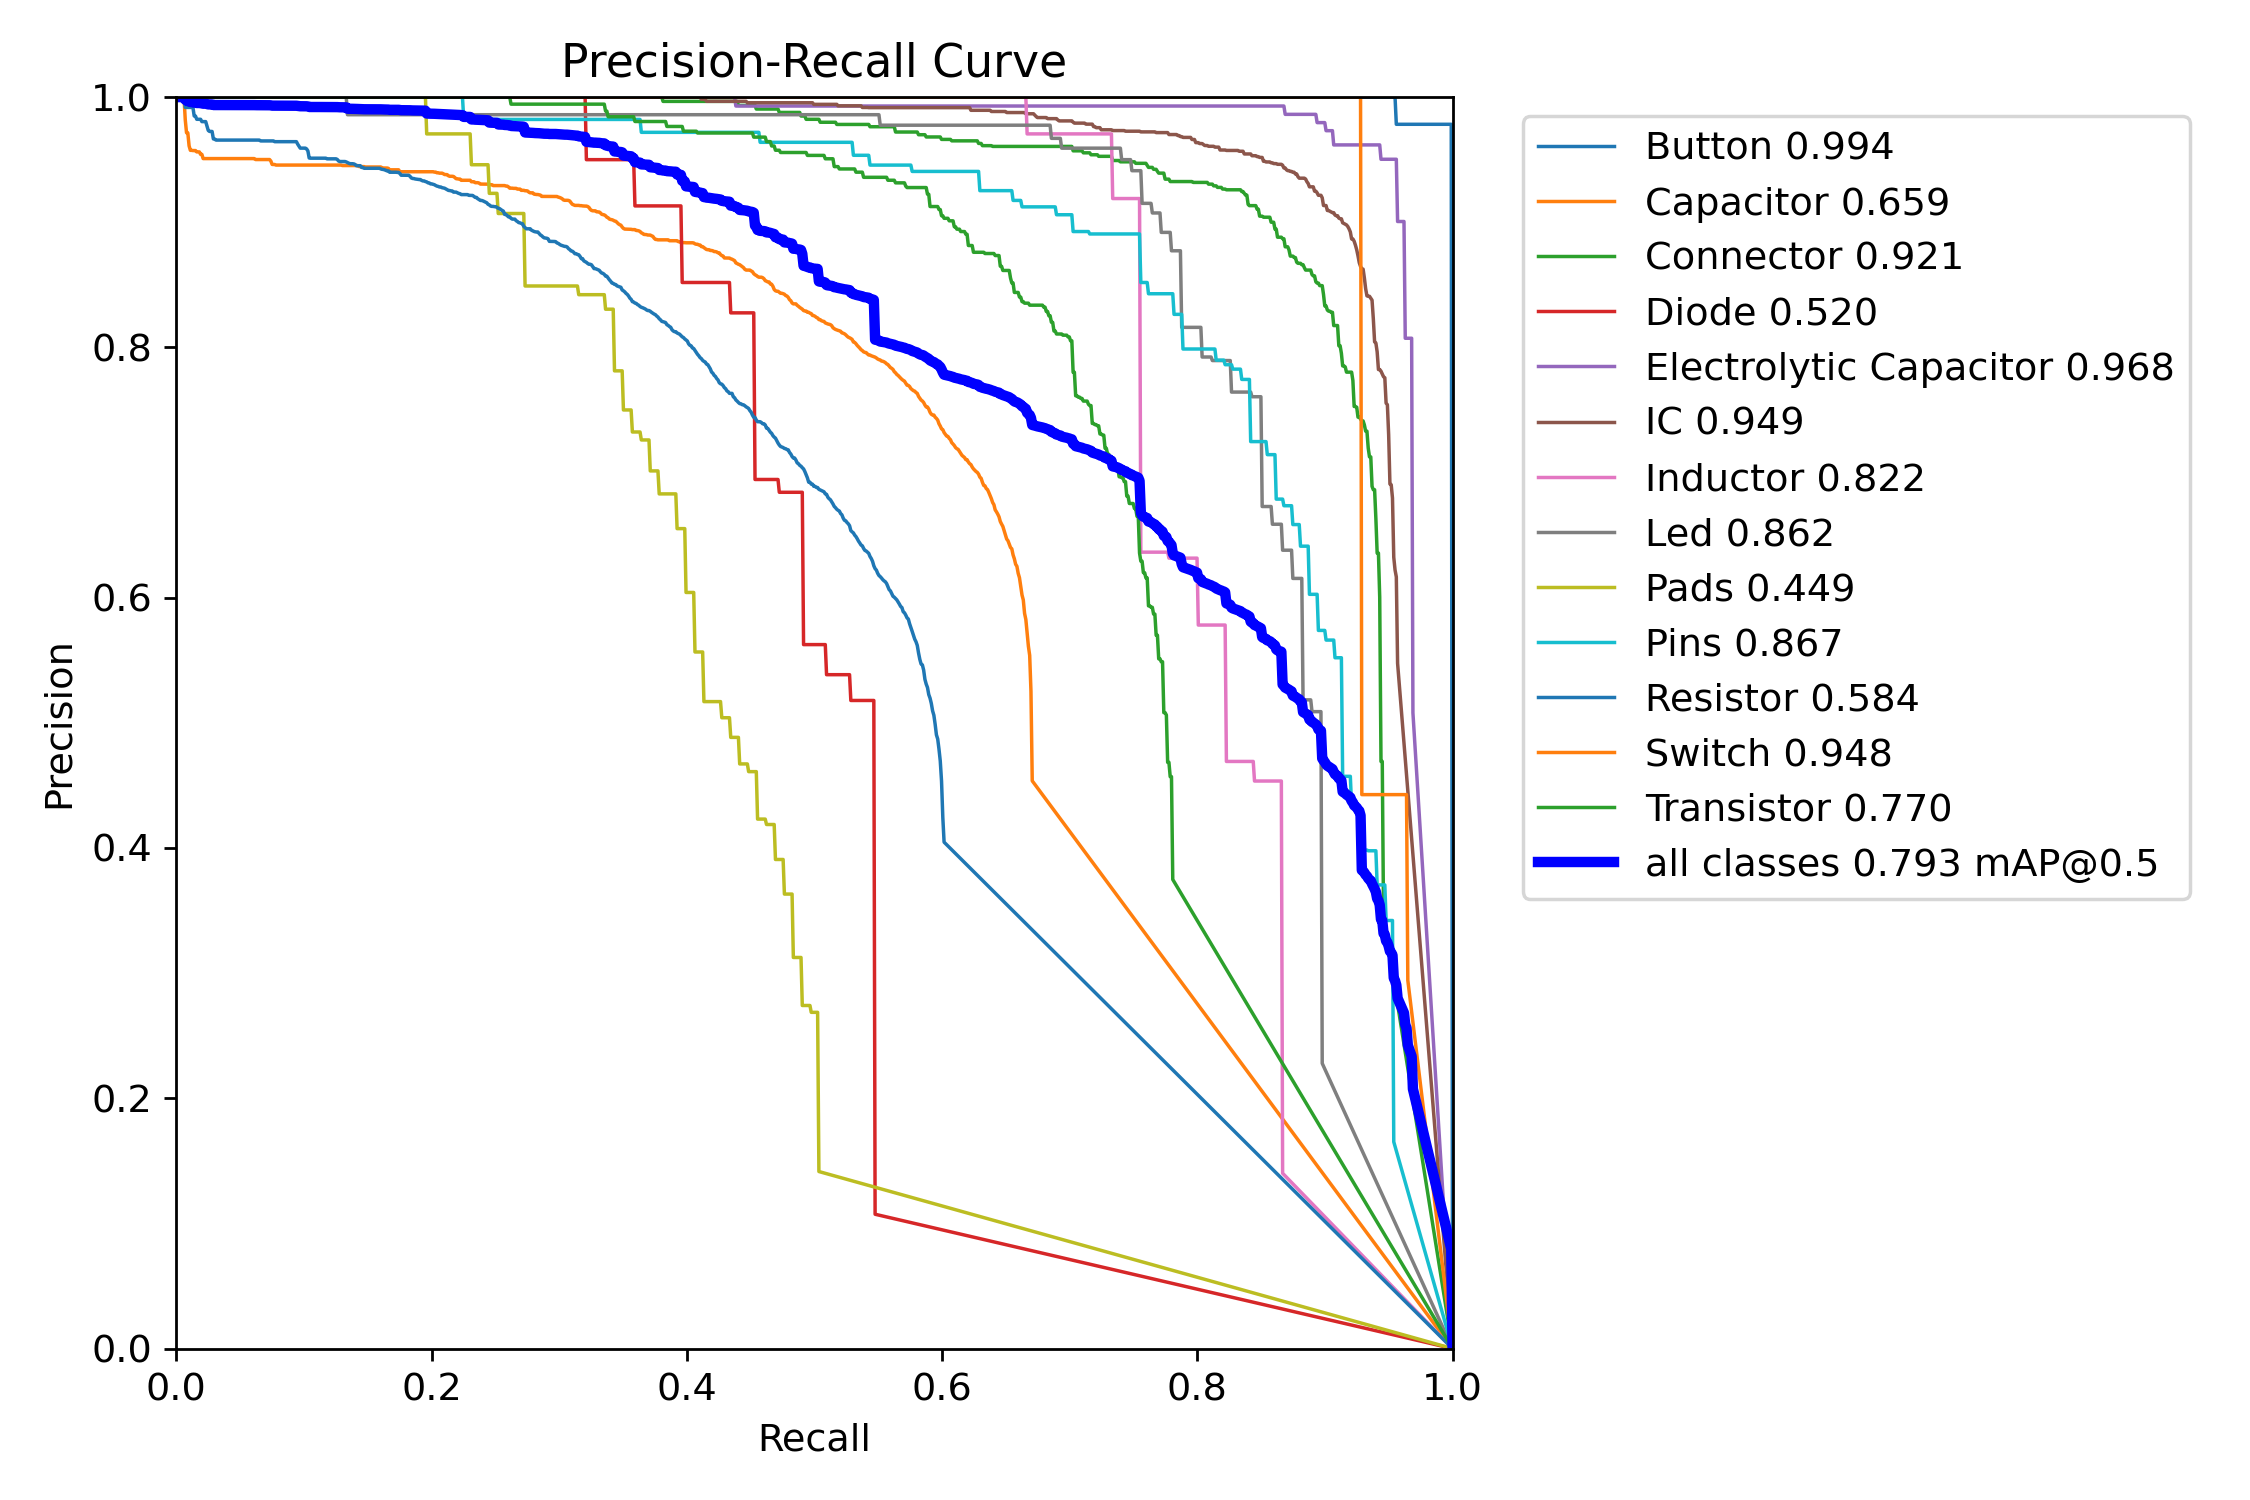 Precision-Recall Curve
1.0
0.8
0.6
0.4
0.2
0.0
Precision
0.0 0.2 0.4 0.6 0.8 1.0
Recall
Button 0.994
Capacitor 0.659
Connector 0.921
Diode 0.520
Electrolytic Capacitor 0.968
IC 0.949
Inductor 0.822
Led 0.862
Pads 0.449
Pins 0.867
Resistor 0.584
Switch 0.948
Transistor 0.770
all classes 0.793 mAP@0.5